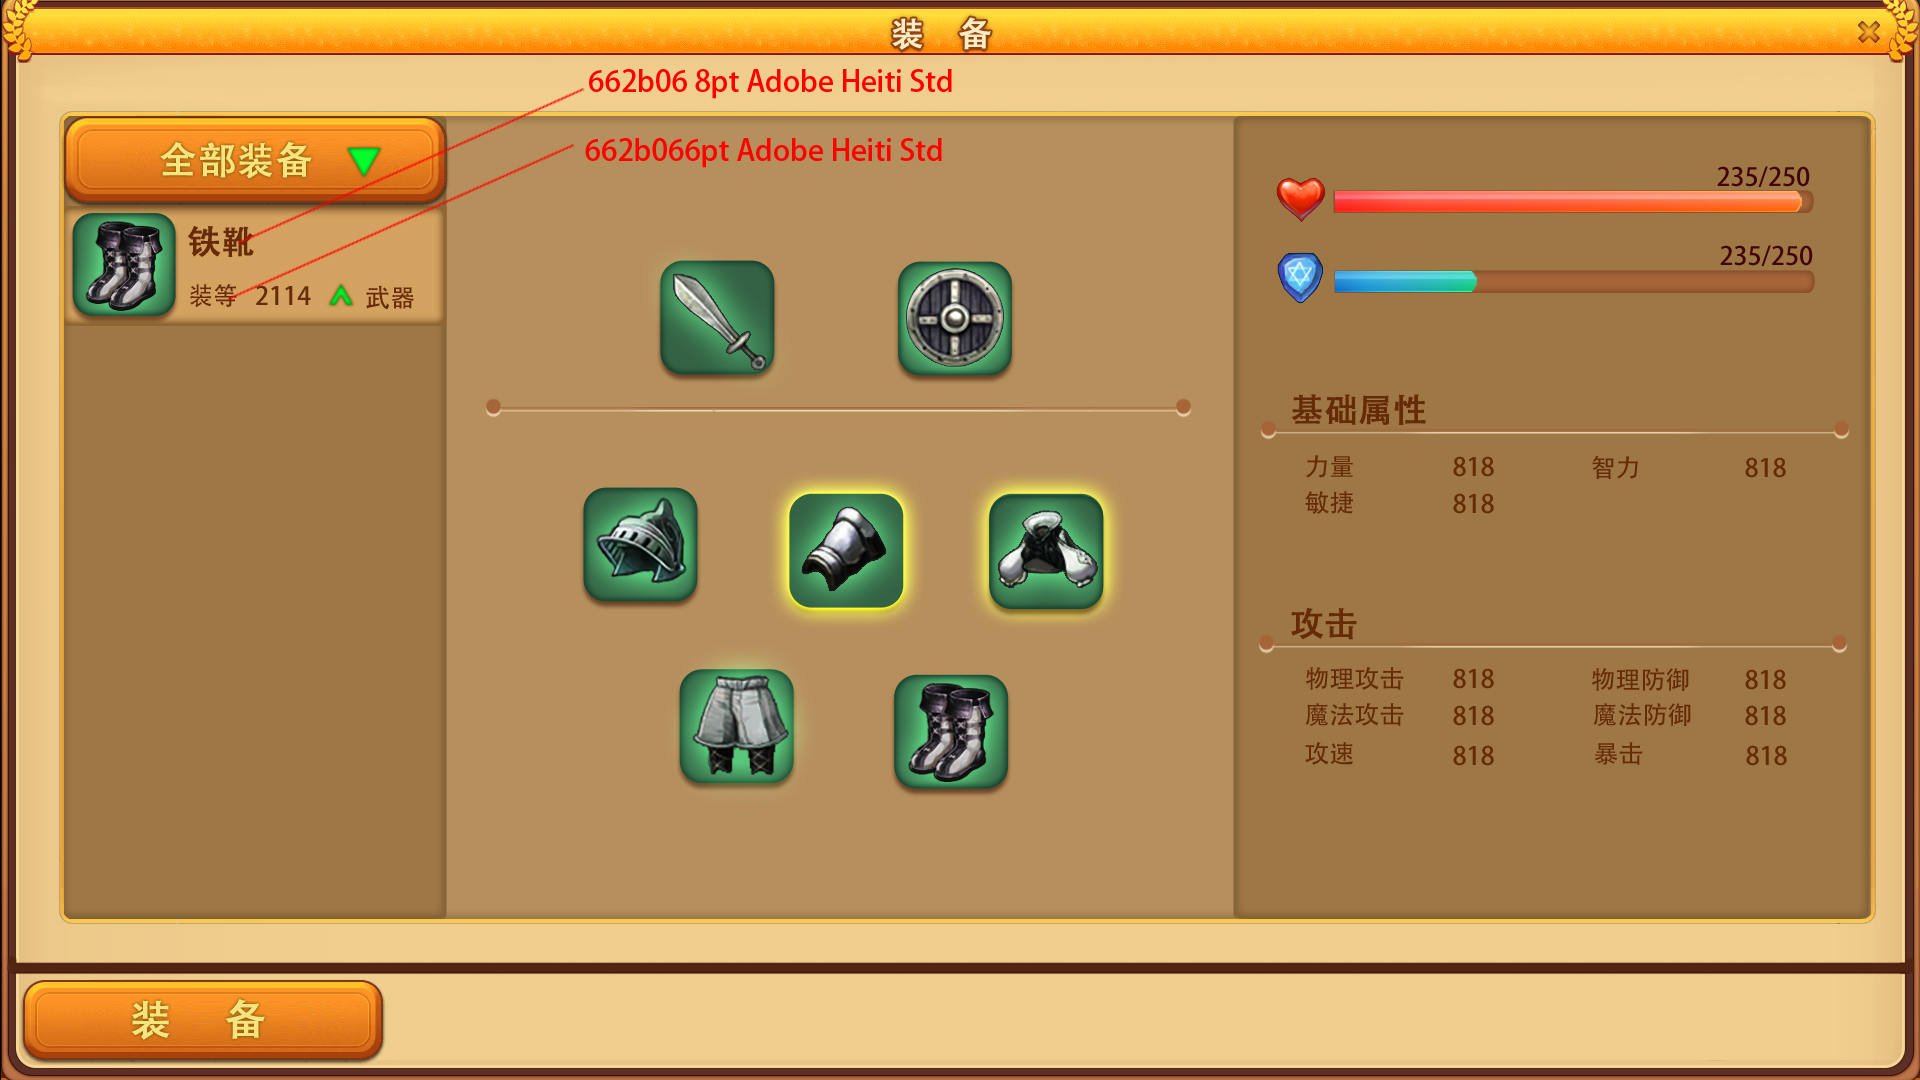 装 备
662b06 8pt Adobe Heiti Std
662b066pt Adobe Heiti Std
全部装备
铁靴
装等 2114 武器
235/250
235/250
基础属性
力量 818 智力 818
敏捷 818
攻击
物理攻击 818 物理防御 818
魔法攻击 818 魔法防御 818
攻速 818 暴击 818
装 备